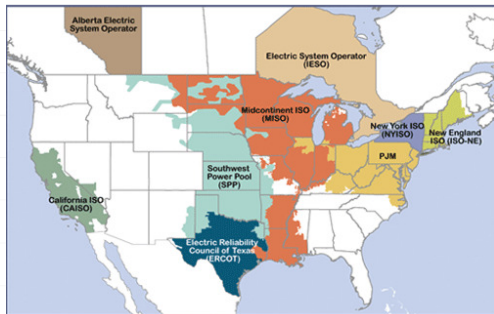 Alberta Electric
System Operator
Electric System Operator
(IESO)
Midcontinent ISO
(MISO)
New York ISO
(NYISO)
New England
ISO (ISO-NE)
PJM
Southwest
Power Pool
(SPP)
California ISO
(CAISO)
Electric Reliability
Council of Texas
(ERCOT)